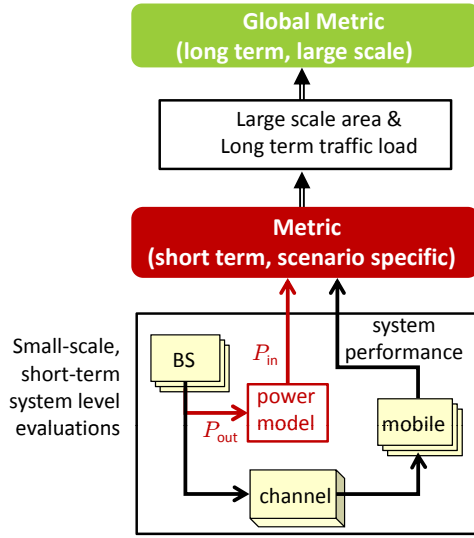 Global Metric
(long term, large scale)
Large scale area &
Long term traffic load
Metric
(short term, scenario specific)
Small-scale,
short-term
system level
evaluations
system
performance
BS
P_in
power
model
P_out
mobile
channel